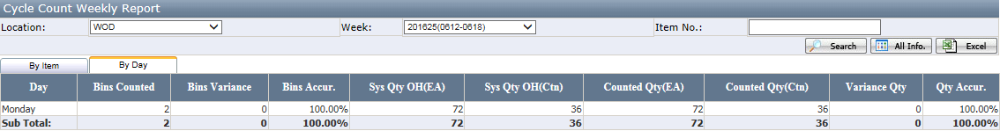 Cycle Count Weekly Report
Location: WOD Week: 201625(0612-0618) Item No.:
Search All Info. Excel
By Item By Day
Day Bins Counted Bins Variance Bins Accur. Sys Qty OH(EA) Sys Qty OH(Ctn) Counted Qty(EA) Counted Qty(Ctn) Variance Qty Qty Accur.
Monday 2 0 100.00% 72 36 72 36 0 100.00%
Sub Total: 2 0 100.00% 72 36 72 36 0 100.00%